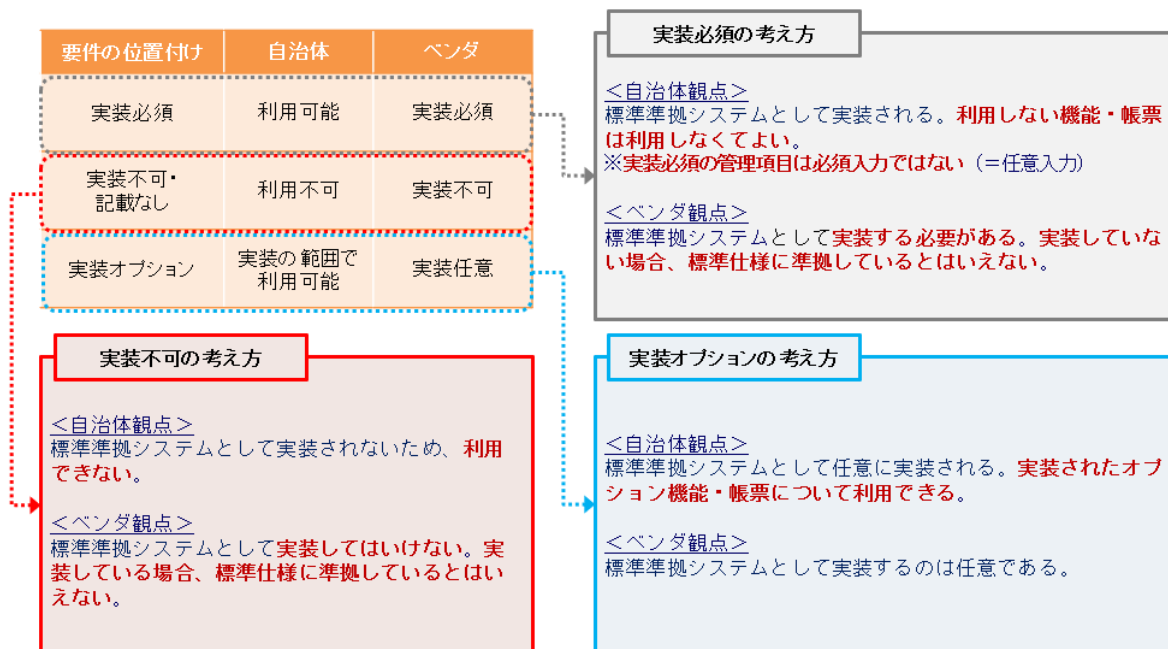 要件の位置付け 自治体 ベンダ
実装必須 利用可能 実装必須
実装不可・
記載なし
利用不可 実装不可
実装オプション
実装の範囲で
利用可能
実装任意
実装必須の考え方
＜自治体観点＞
標準準拠システムとして実装される。利用しない機能・帳票
は利用しなくてよい。
※実装必須の管理項目は必須入力ではない（＝任意入力）
＜ベンダ観点＞
標準準拠システムとして実装する必要がある。実装していな
い場合、標準仕様に準拠しているとはいえない。
実装不可の考え方
＜自治体観点＞
標準準拠システムとして実装されないため、利用
できない。
＜ベンダ観点＞
標準準拠システムとして実装してはいけない。実
装している場合、標準仕様に準拠しているとはい
えない。
実装オプションの考え方
＜自治体観点＞
標準準拠システムとして任意に実装される。実装されたオプ
ション機能・帳票について利用できる。
＜ベンダ観点＞
標準準拠システムとして実装するのは任意である。